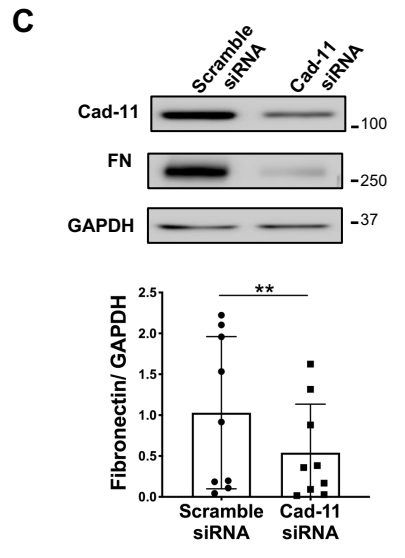 C
Scramble
siRNA
Cad-11
siRNA
Cad-11
-100
FN
-250
GAPDH
-37
**
Fibronectin/ GAPDH
2.5
2.0
1.5
1.0
0.5
0.0
Scramble
siRNA
Cad-11
siRNA